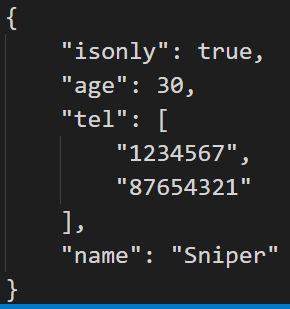 {
    "isonly": true,
    "age": 30,
    "tel": [
        "1234567",
        "87654321"
    ],
    "name": "Sniper"
}